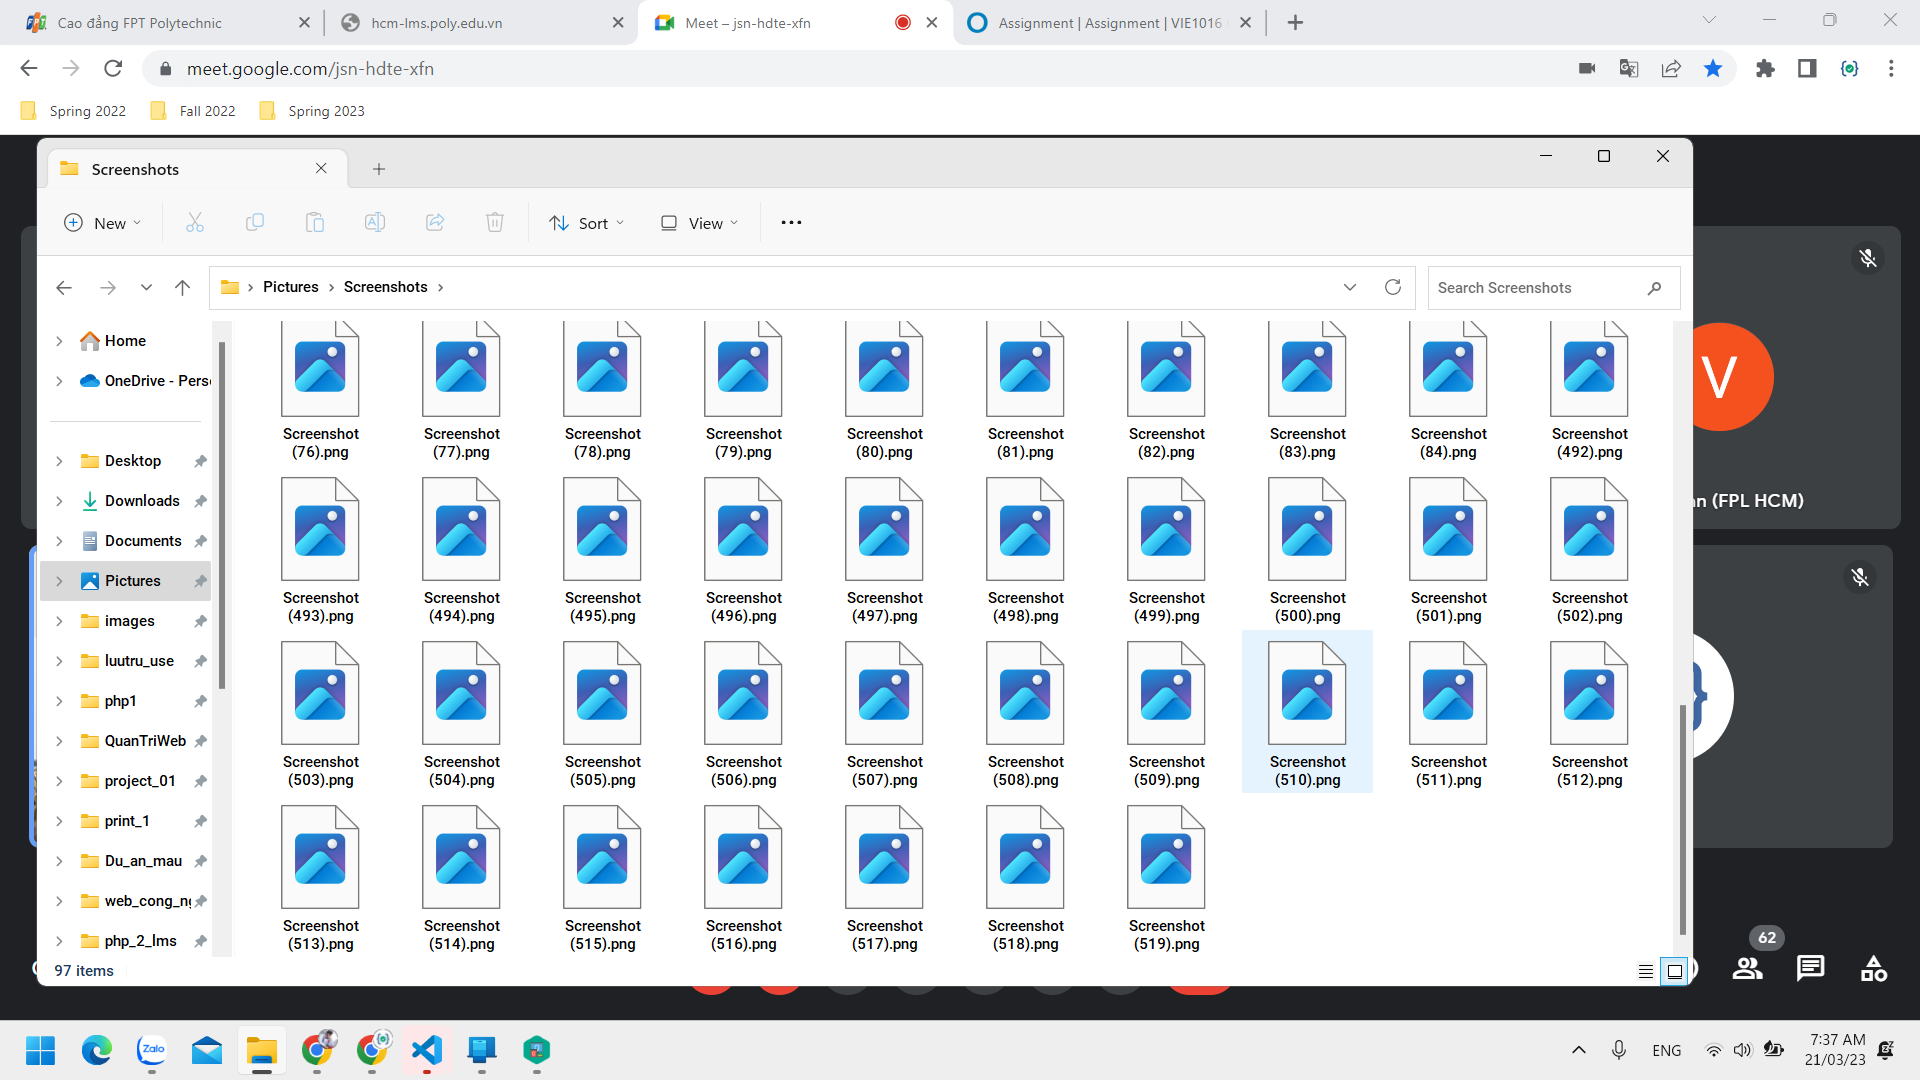 Cao đẳng FPT Polytechnic
hcm-lms.poly.edu.vn
Meet – jsn-hdte-xfn
Assignment | Assignment | VIE1016
meet.google.com/jsn-hdte-xfn
Spring 2022
Fall 2022
Spring 2023
Screenshots
New
Sort
View
Pictures
Screenshots
Search Screenshots
Home
OneDrive - Pers
Desktop
Downloads
Documents
Pictures
images
luutru_use
php1
QuanTriWeb
project_01
print_1
Du_an_mau
web_cong_ng
php_2_lms
Screenshot (76).png
Screenshot (77).png
Screenshot (78).png
Screenshot (79).png
Screenshot (80).png
Screenshot (81).png
Screenshot (82).png
Screenshot (83).png
Screenshot (84).png
Screenshot (492).png
Screenshot (493).png
Screenshot (494).png
Screenshot (495).png
Screenshot (496).png
Screenshot (497).png
Screenshot (498).png
Screenshot (499).png
Screenshot (500).png
Screenshot (501).png
Screenshot (502).png
Screenshot (503).png
Screenshot (504).png
Screenshot (505).png
Screenshot (506).png
Screenshot (507).png
Screenshot (508).png
Screenshot (509).png
Screenshot (510).png
Screenshot (511).png
Screenshot (512).png
Screenshot (513).png
Screenshot (514).png
Screenshot (515).png
Screenshot (516).png
Screenshot (517).png
Screenshot (518).png
Screenshot (519).png
97 items
V
n (FPL HCM)
62
Zalo
ENG
7:37 AM
21/03/23